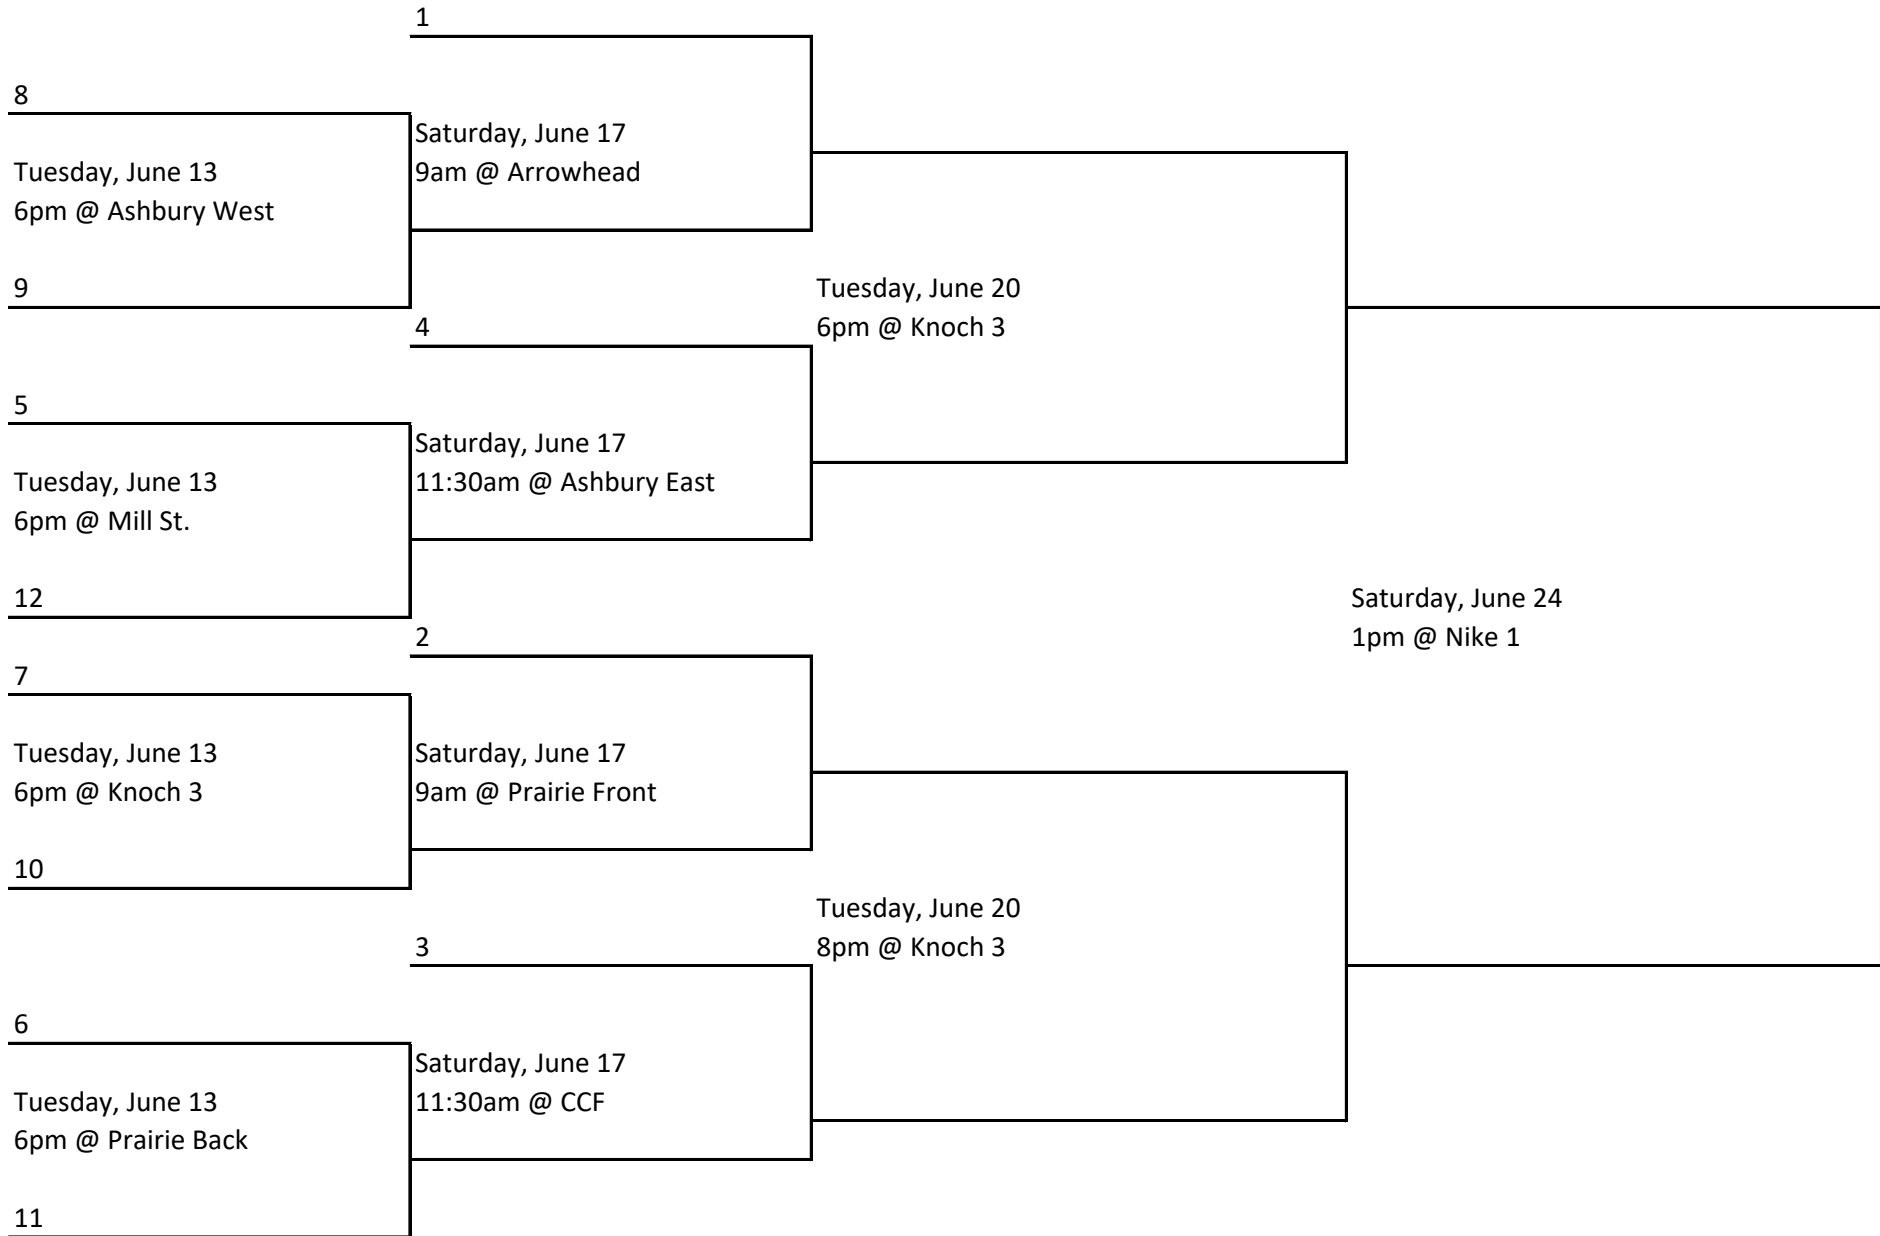 1
8
Tuesday, June 13
6pm @ Ashbury West
9
Saturday, June 17
9am @ Arrowhead
4
5
Tuesday, June 13
6pm @ Mill St.
12
Saturday, June 17
11:30am @ Ashbury East
Tuesday, June 20
6pm @ Knoch 3
2
7
Tuesday, June 13
6pm @ Knoch 3
10
Saturday, June 17
9am @ Prairie Front
3
6
Tuesday, June 13
6pm @ Prairie Back
11
Saturday, June 17
11:30am @ CCF
Tuesday, June 20
8pm @ Knoch 3
Saturday, June 24
1pm @ Nike 1